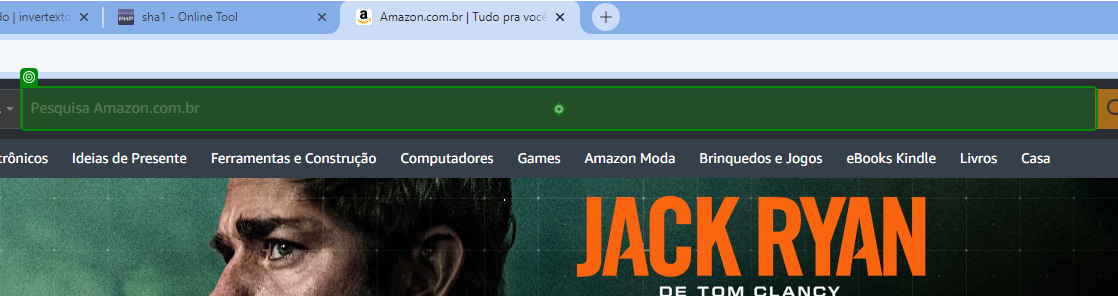 do | invertexto
sha1 - Online Tool
Amazon.com.br | Tudo pra você
Pesquisa Amazon.com.br
trônicos Ideias de Presente Ferramentas e Construção Computadores Games Amazon Moda Brinquedos e Jogos eBooks Kindle Livros Casa
JACK RYAN
DE TOM CLANCY